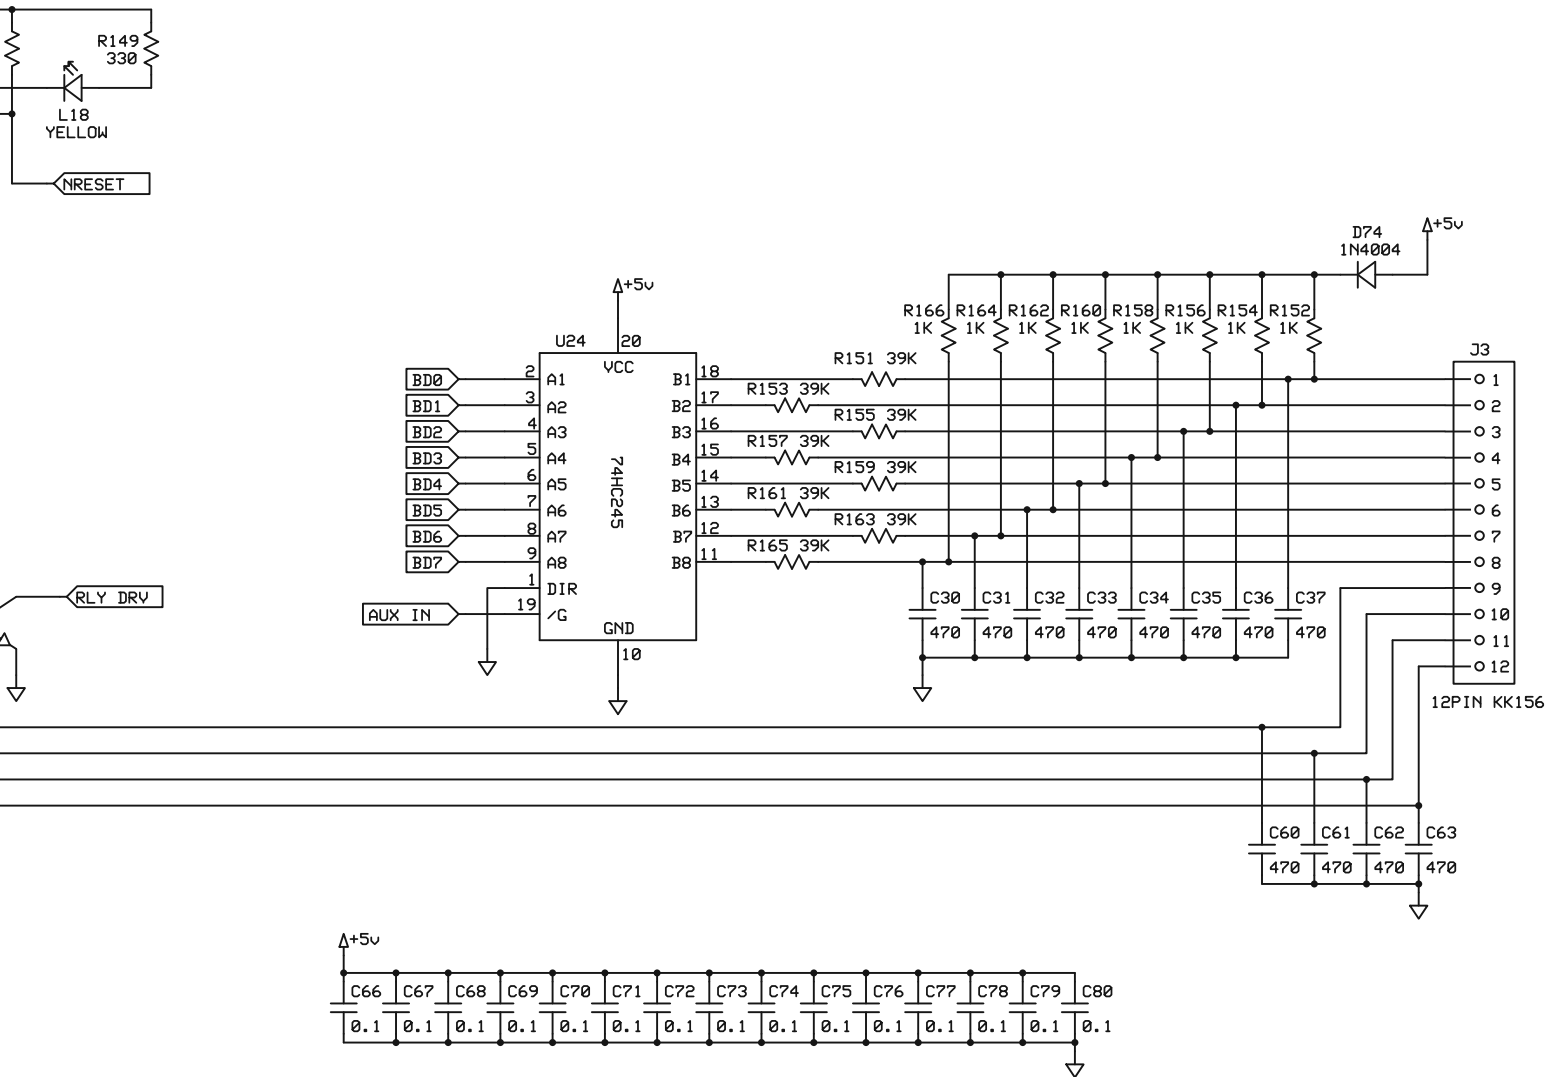 R149
330
L18
YELLOW
NRESET
D74
1N4004
+5v
+5v
R166 R164 R162 R160 R158 R156 R154 R152
1K 1K 1K 1K 1K 1K 1K 1K
U24 20
VCC
J3
BD0 2 A1 B1 18 R151 39K 1
BD1 3 A2 B2 17 R153 39K 2
BD2 4 A3 B3 16 R155 39K 3
BD3 5 A4 B4 15 R157 39K 4
BD4 6 A5 B5 14 R159 39K 5
BD5 7 A6 B6 13 R161 39K 6
BD6 8 A7 B7 12 R163 39K 7
BD7 9 A8 B8 11 R165 39K 8
74HC245
1 DIR 9
RLY DRV
AUX IN 19 /G 10
C30 C31 C32 C33 C34 C35 C36 C37
470 470 470 470 470 470 470 470
GND 11
10 12
12PIN KK156
C60 C61 C62 C63
470 470 470 470
+5v
C66 C67 C68 C69 C70 C71 C72 C73 C74 C75 C76 C77 C78 C79 C80
0.1 0.1 0.1 0.1 0.1 0.1 0.1 0.1 0.1 0.1 0.1 0.1 0.1 0.1 0.1